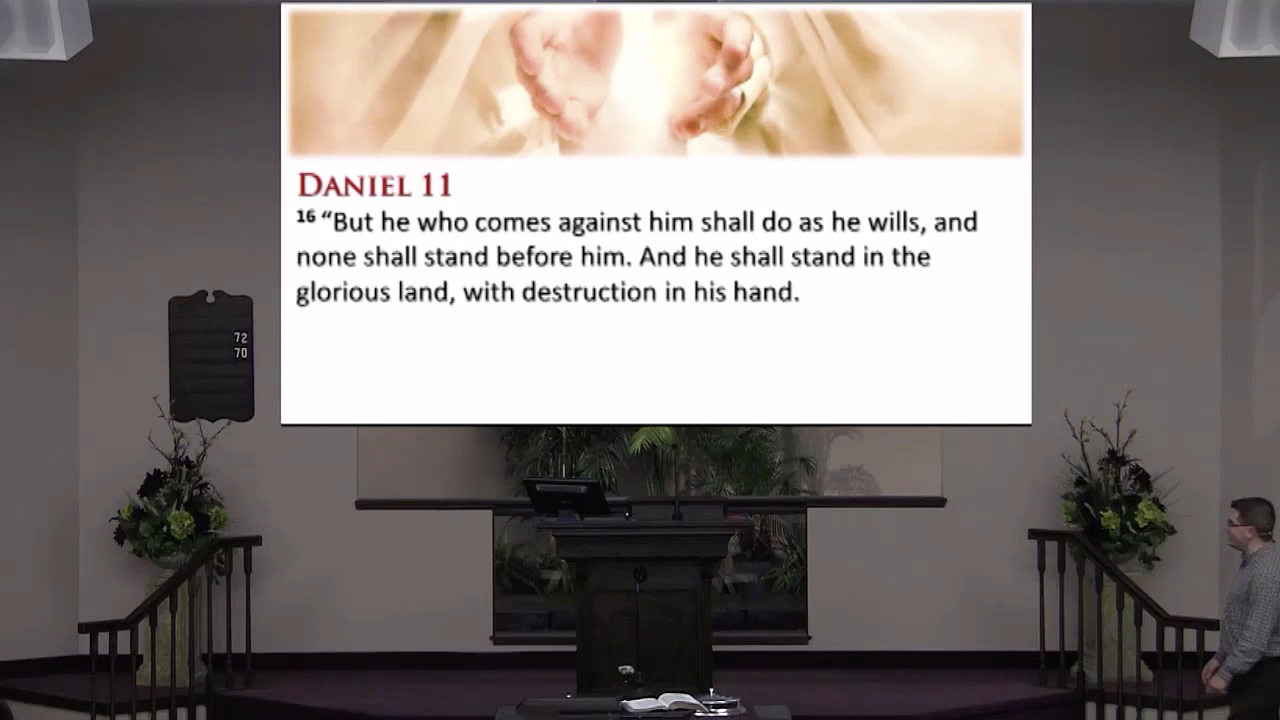 DANIEL 11
16 “But he who comes against him shall do as he wills, and
none shall stand before him. And he shall stand in the
glorious land, with destruction in his hand.
72
70